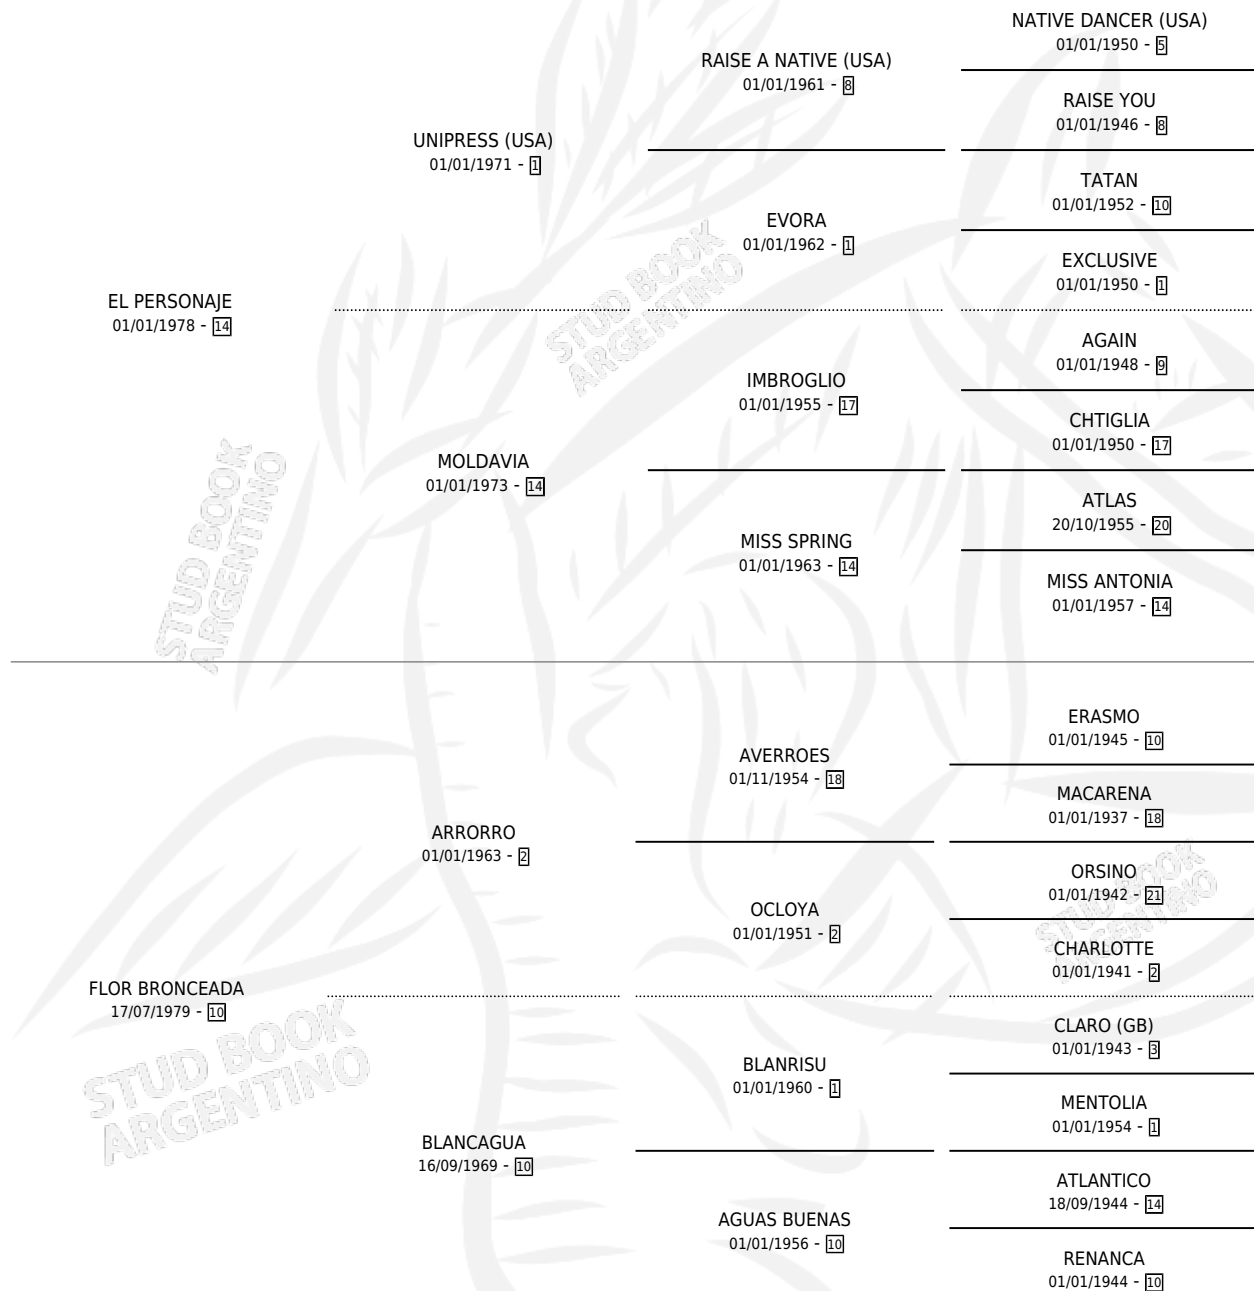 NATIVE DANCER (USA)
01/01/1950 - 5
RAISE A NATIVE (USA)
01/01/1961 - 8
RAISE YOU
01/01/1946 - 8
UNIPRESS (USA)
01/01/1971 - 1
TATAN
01/01/1952 - 10
EVORA
01/01/1962 - 1
EXCLUSIVE
01/01/1950 - 1
EL PERSONAJE
01/01/1978 - 14
STUD BOOK
ARGENTINO
AGAIN
01/01/1948 - 9
IMBROGLIO
01/01/1955 - 17
CHTIGLIA
01/01/1950 - 17
MOLDAVIA
01/01/1973 - 14
ATLAS
20/10/1955 - 20
MISS SPRING
01/01/1963 - 14
MISS ANTONIA
01/01/1957 - 14
STUD BOOK
ARGENTINO
ERASMO
01/01/1945 - 10
AVERROES
01/11/1954 - 18
MACARENA
01/01/1937 - 18
ARRORRO
01/01/1963 - 2
ORSINO
01/01/1942 - 21
STUD BOOK
ARGENTINO
OCLOYA
01/01/1951 - 2
CHARLOTTE
01/01/1941 - 2
FLOR BRONCEADA
17/07/1979 - 10
STUD BOOK
ARGENTINO
CLARO (GB)
01/01/1943 - 3
BLANRISU
01/01/1960 - 1
MENTOLIA
01/01/1954 - 1
BLANCAGUA
16/09/1969 - 10
ATLANTICO
18/09/1944 - 14
AGUAS BUENAS
01/01/1956 - 10
RENANCA
01/01/1944 - 10